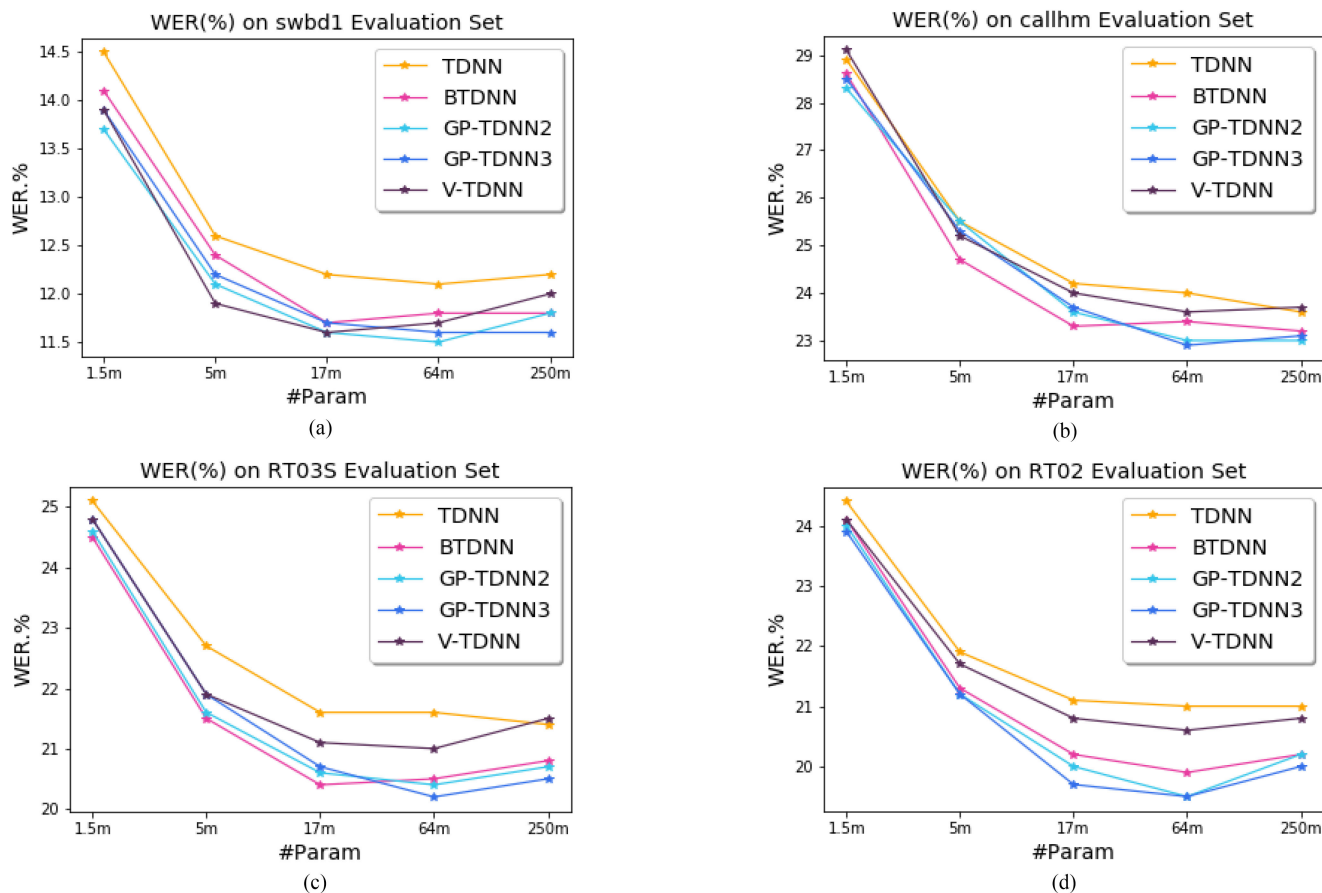 WER(%) on swbd1 Evaluation Set
14.5
14.0
13.5
13.0
12.5
12.0
11.5
WER.%
TDNN
BTDNN
GP-TDNN2
GP-TDNN3
V-TDNN
1.5m 5m 17m 64m 250m
#Param
(a)
WER(%) on callhm Evaluation Set
29
28
27
26
25
24
23
WER.%
TDNN
BTDNN
GP-TDNN2
GP-TDNN3
V-TDNN
1.5m 5m 17m 64m 250m
#Param
(b)
WER(%) on RT03S Evaluation Set
25
24
23
22
21
20
WER.%
TDNN
BTDNN
GP-TDNN2
GP-TDNN3
V-TDNN
1.5m 5m 17m 64m 250m
#Param
(c)
WER(%) on RT02 Evaluation Set
24
23
22
21
20
WER.%
TDNN
BTDNN
GP-TDNN2
GP-TDNN3
V-TDNN
1.5m 5m 17m 64m 250m
#Param
(d)